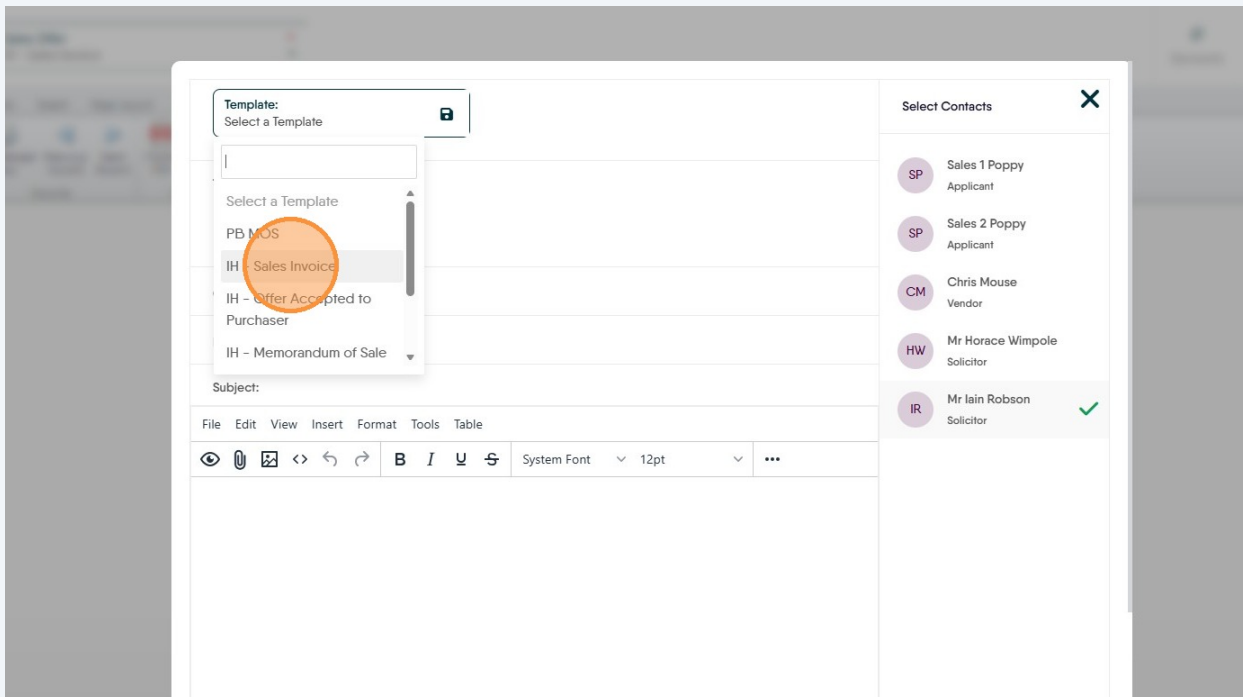 Template:
Select a Template
Select a Template
PB MOS
IH - Sales Invoice
IH - Offer Accepted to
Purchaser
IH - Memorandum of Sale
Subject:
File Edit View Insert Format Tools Table
B I U S System Font 12pt
Select Contacts
SP Sales 1 Poppy
Applicant
SP Sales 2 Poppy
Applicant
CM Chris Mouse
Vendor
HW Mr Horace Wimpole
Solicitor
IR Mr Iain Robson
Solicitor